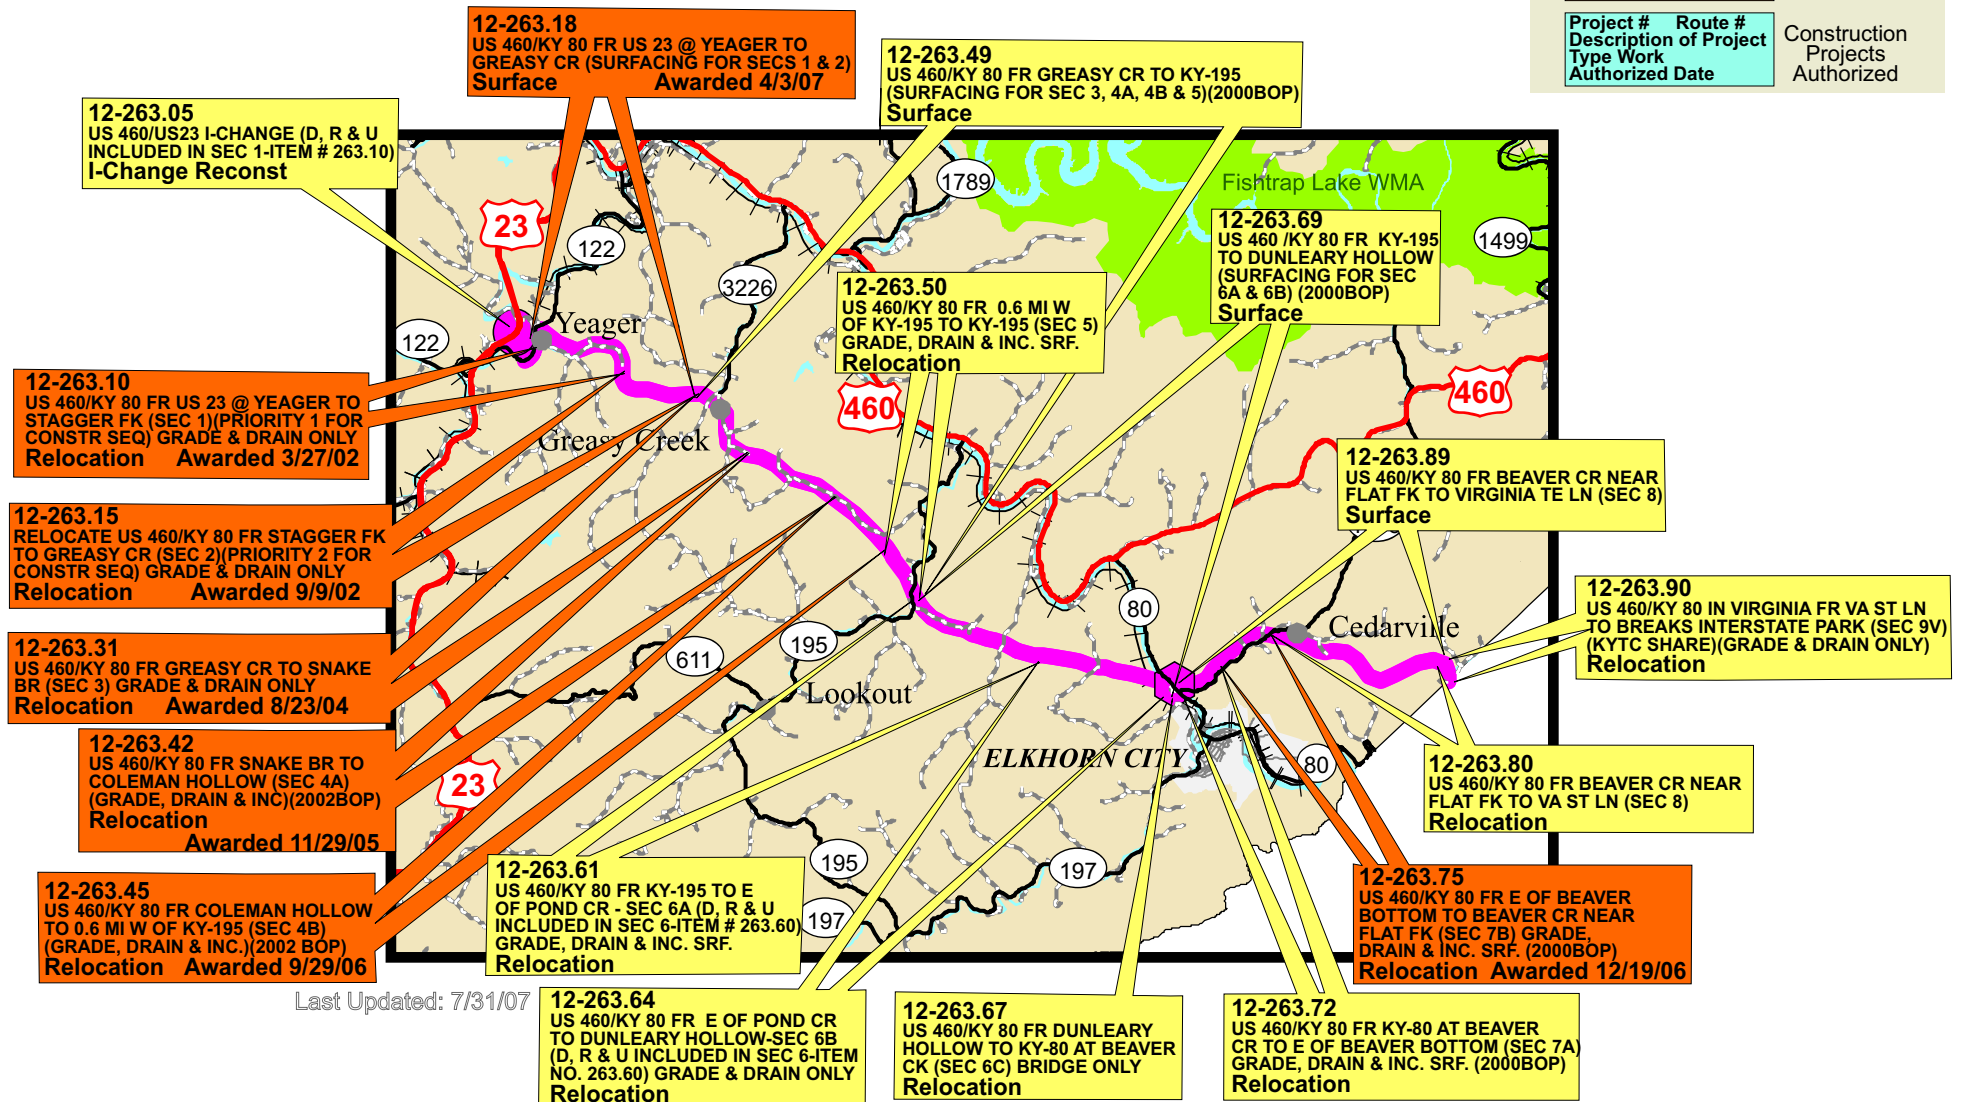 12-263.18
US 460/KY 80 FR US 23 @ YEAGER TO
GREASY CR (SURFACING FOR SECS 1 & 2)
Surface Awarded 4/3/07
12-263.49
US 460/KY 80 FR GREASY CR TO KY-195
(SURFACING FOR SEC 3, 4A, 4B & 5)(2000BOP)
Surface
Project # Route #
Description of Project
Type Work
Authorized Date
Construction
Projects
Authorized
12-263.05
US 460/US23 I-CHANGE (D, R & U
INCLUDED IN SEC 1-ITEM # 263.10)
I-Change Reconst
1789
Fishtrap Lake WMA
12-263.69
US 460 /KY 80 FR KY-195
TO DUNLEARY HOLLOW
(SURFACING FOR SEC
6A & 6B) (2000BOP)
Surface
23
122
1499
3226
12-263.50
US 460/KY 80 FR 0.6 MI W
OF KY-195 TO KY-195 (SEC 5)
GRADE, DRAIN & INC. SRF.
Relocation
Yeager
122
12-263.10
US 460/KY 80 FR US 23 @ YEAGER TO
STAGGER FK (SEC 1)(PRIORITY 1 FOR
CONSTR SEQ) GRADE & DRAIN ONLY
Relocation Awarded 3/27/02
460
460
Greasy Creek
12-263.89
US 460/KY 80 FR BEAVER CR NEAR
FLAT FK TO VIRGINIA TE LN (SEC 8)
Surface
12-263.15
RELOCATE US 460/KY 80 FR STAGGER FK
TO GREASY CR (SEC 2)(PRIORITY 2 FOR
CONSTR SEQ) GRADE & DRAIN ONLY
Relocation Awarded 9/9/02
12-263.90
US 460/KY 80 IN VIRGINIA FR VA ST LN
TO BREAKS INTERSTATE PARK (SEC 9V)
(KYTC SHARE)(GRADE & DRAIN ONLY)
Relocation
80
Cedarville
195
611
12-263.31
US 460/KY 80 FR GREASY CR TO SNAKE
BR (SEC 3) GRADE & DRAIN ONLY
Relocation Awarded 8/23/04
Lookout
12-263.42
US 460/KY 80 FR SNAKE BR TO
COLEMAN HOLLOW (SEC 4A)
(GRADE, DRAIN & INC)(2002BOP)
Relocation
Awarded 11/29/05
23
ELKHORN CITY
80
12-263.80
US 460/KY 80 FR BEAVER CR NEAR
FLAT FK TO VA ST LN (SEC 8)
Relocation
195
197
197
12-263.45
US 460/KY 80 FR COLEMAN HOLLOW
TO 0.6 MI W OF KY-195 (SEC 4B)
(GRADE, DRAIN & INC.)(2002 BOP)
Relocation Awarded 9/29/06
12-263.61
US 460/KY 80 FR KY-195 TO E
OF POND CR - SEC 6A (D, R & U
INCLUDED IN SEC 6-ITEM # 263.60)
GRADE, DRAIN & INC. SRF.
Relocation
12-263.75
US 460/KY 80 FR E OF BEAVER
BOTTOM TO BEAVER CR NEAR
FLAT FK (SEC 7B) GRADE,
DRAIN & INC. SRF. (2000BOP)
Relocation Awarded 12/19/06
Last Updated: 7/31/07
12-263.64
US 460/KY 80 FR E OF POND CR
TO DUNLEARY HOLLOW-SEC 6B
(D, R & U INCLUDED IN SEC 6-ITEM
NO. 263.60) GRADE & DRAIN ONLY
Relocation
12-263.67
US 460/KY 80 FR DUNLEARY
HOLLOW TO KY-80 AT BEAVER
CK (SEC 6C) BRIDGE ONLY
Relocation
12-263.72
US 460/KY 80 FR KY-80 AT BEAVER
CR TO E OF BEAVER BOTTOM (SEC 7A)
GRADE, DRAIN & INC. SRF. (2000BOP)
Relocation